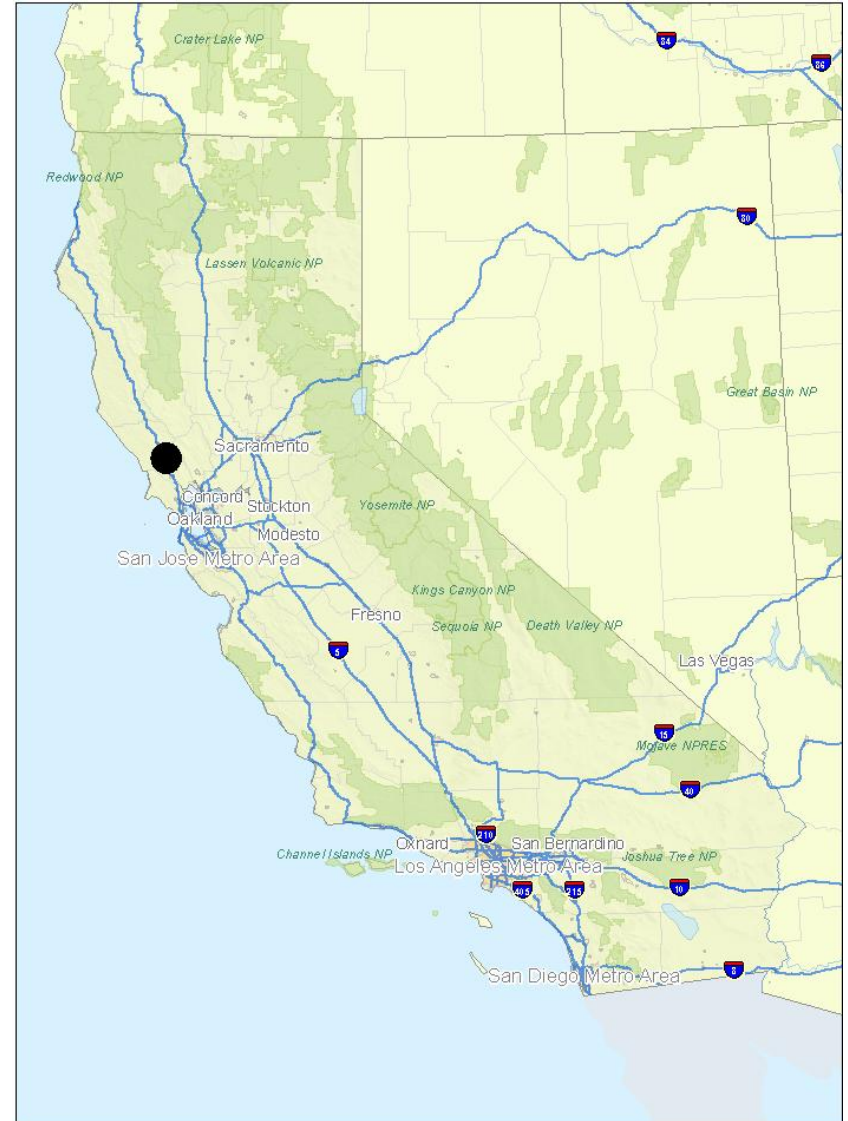 Crater Lake NP
84
86
Redwood NP
80
Lassen Volcanic NP
Great Basin NP
Sacramento
Concord
Stockton
Oakland
Yosemite NP
Modesto
San Jose Metro Area
Kings Canyon NP
Fresno
Sequoia NP
Death Valley NP
5
Las Vegas
15
Mojave NPRES
40
210
Oxnard
San Bernardino
Channel Islands NP
Joshua Tree NP
Los Angeles Metro Area
405
215
10
8
San Diego Metro Area